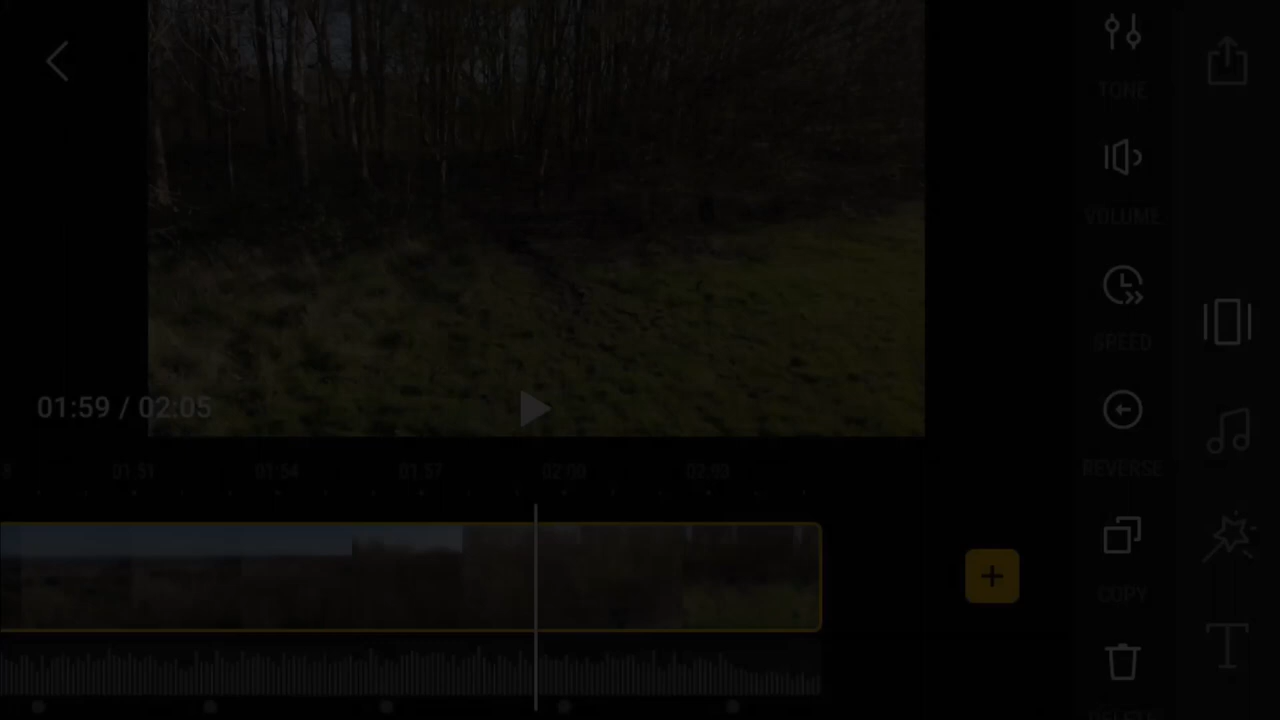 TONE
VOLUME
SPEED
01:59 / 02:05
01:51
01:54
01:57
02:00
02:03
REVERSE
COPY
T